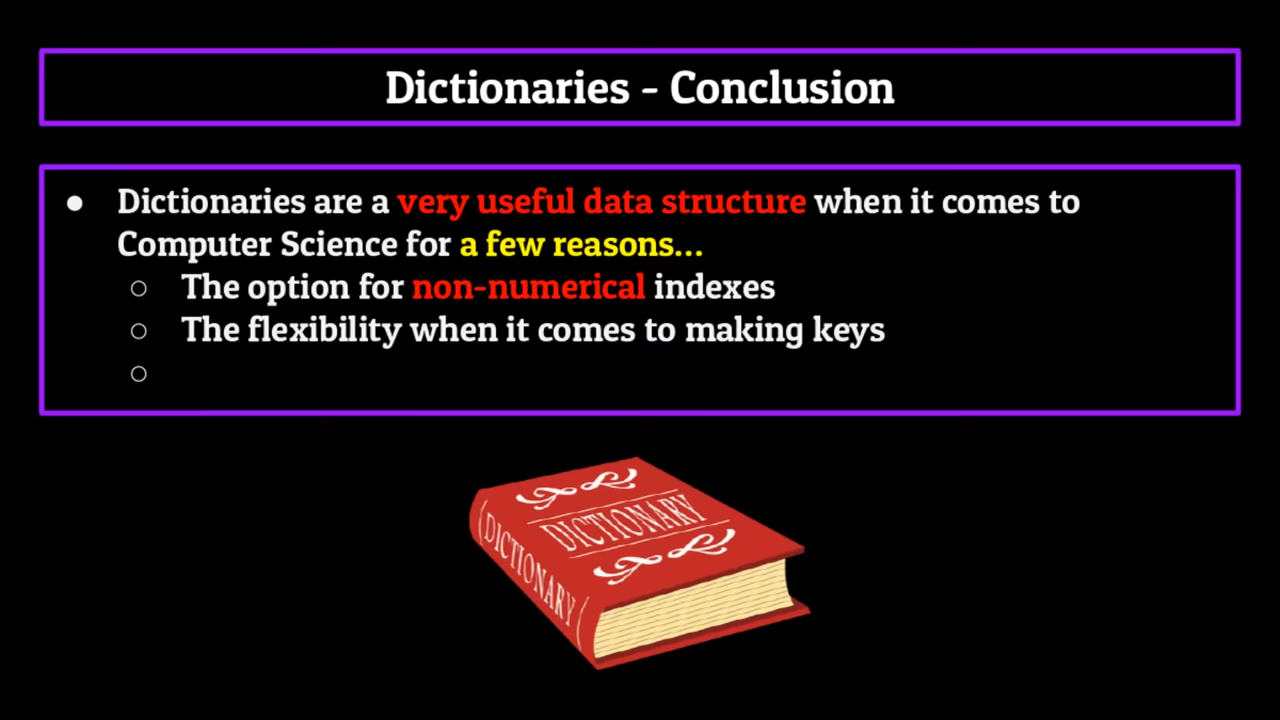 Dictionaries - Conclusion
● Dictionaries are a very useful data structure when it comes to
Computer Science for a few reasons...
○ The option for non-numerical indexes
○ The flexibility when it comes to making keys
○
DICTIONARY
DICTIONARY